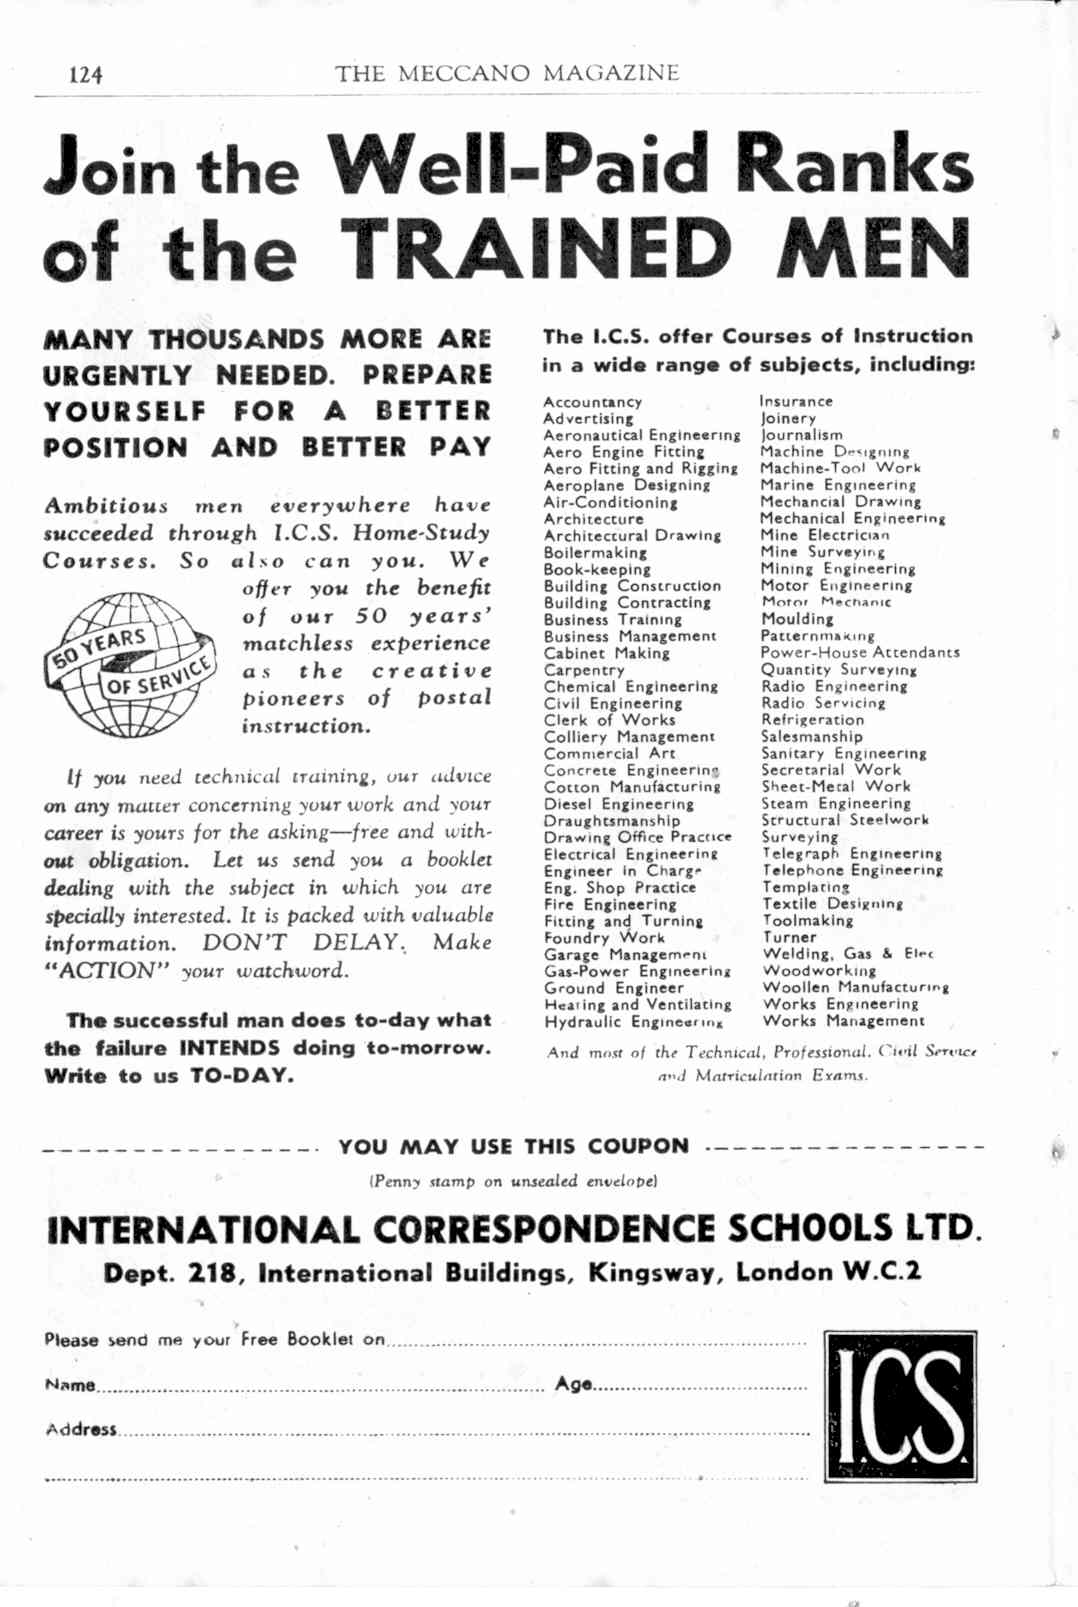 124
THE MECCANO MAGAZINE
Join the Well-Paid Ranks
of the TRAINED MEN
MANY THOUSANDS MORE ARE
URGENTLY NEEDED. PREPARE
YOURSELF FOR A BETTER
POSITION AND BETTER PAY
Ambitious men everywhere have
succeeded through I.C.S. Home-Study
Courses. So also can you. We
offer you the benefit
of our 50 years'
matchless experience
as the creative
pioneers of postal
instruction.
50 YEARS
OF SERVICE
If you need technical training, our advice
on any matter concerning your work and your
career is yours for the asking—free and with-
out obligation. Let us send you a booklet
dealing with the subject in which you are
specially interested. It is packed with valuable
information. DON'T DELAY. Make
"ACTION" your watchword.
The successful man does to-day what
the failure INTENDS doing to-morrow.
Write to us TO-DAY.
The I.C.S. offer Courses of Instruction
in a wide range of subjects, including:
Accountancy
Advertising
Aeronautical Engineering
Aero Engine Fitting
Aero Fitting and Rigging
Aeroplane Designing
Air-Conditioning
Architecture
Architectural Drawing
Boilermaking
Book-keeping
Building Construction
Building Contracting
Business Training
Business Management
Cabinet Making
Carpentry
Chemical Engineering
Civil Engineering
Clerk of Works
Colliery Management
Commercial Art
Concrete Engineering
Cotton Manufacturing
Diesel Engineering
Draughtsmanship
Drawing Office Practice
Electrical Engineering
Engineer in Charge
Eng. Shop Practice
Fire Engineering
Fitting and Turning
Foundry Work
Garage Management
Gas-Power Engineering
Ground Engineer
Heating and Ventilating
Hydraulic Engineering
Insurance
Joinery
Journalism
Machine Designing
Machine-Tool Work
Marine Engineering
Mechancial Drawing
Mechanical Engineering
Mine Electrician
Mine Surveying
Mining Engineering
Motor Engineering
Motor Mechanic
Moulding
Patternmaking
Power-House Attendants
Quantity Surveying
Radio Engineering
Radio Servicing
Refrigeration
Salesmanship
Sanitary Engineering
Secretarial Work
Sheet-Metal Work
Steam Engineering
Structural Steelwork
Surveying
Telegraph Engineering
Telephone Engineering
Templating
Textile Designing
Toolmaking
Turner
Welding, Gas & Elec
Woodworking
Woollen Manufacturing
Works Engineering
Works Management
And most of the Technical, Professional, Civil Service
and Matriculation Exams.
YOU MAY USE THIS COUPON
(Penny stamp on unsealed envelope)
INTERNATIONAL CORRESPONDENCE SCHOOLS LTD.
Dept. 218, International Buildings, Kingsway, London W.C.2
Please send me your Free Booklet on
Name Age
Address
I.C.S.